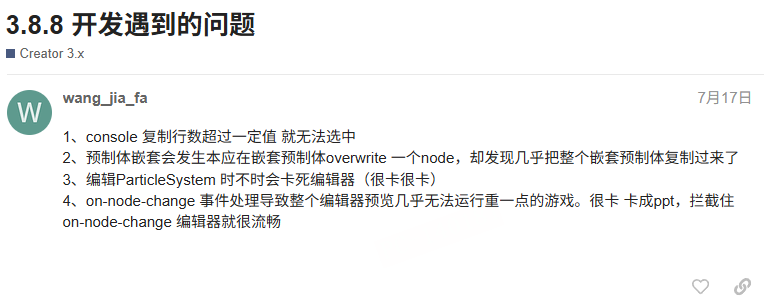 3.8.8 开发遇到的问题
Creator 3.x
W
wang_jia_fa
7月17日
1、console 复制行数超过一定值 就无法选中
2、预制体嵌套会发生本应在嵌套预制体overwrite 一个node，却发现几乎把整个嵌套预制体复制过来了
3、编辑ParticleSystem 时不时会卡死编辑器（很卡很卡）
4、on-node-change 事件处理导致整个编辑器预览几乎无法运行重一点的游戏。很卡 卡成ppt，拦截住
on-node-change 编辑器就很流畅